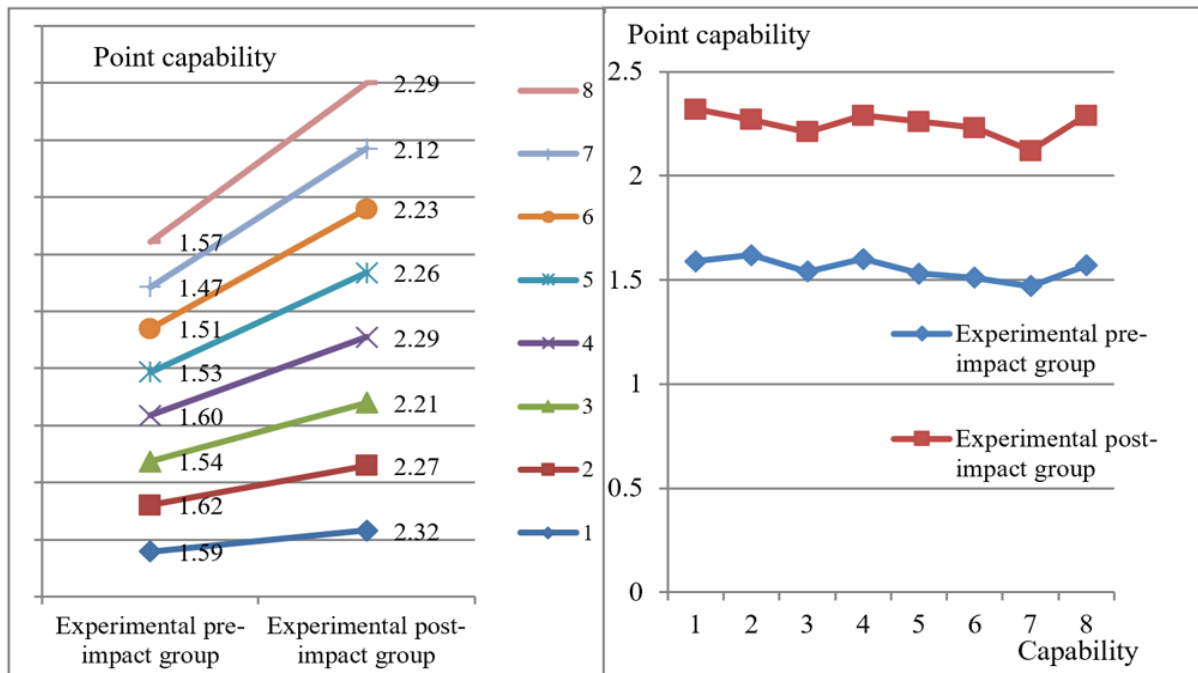 Point capability
2.29
2.12
2.23
2.26
2.29
2.21
2.27
2.32
1.57
1.47
1.51
1.53
1.60
1.54
1.62
1.59
Experimental pre-
impact group
Experimental post-
impact group
8
7
6
5
4
3
2
1
Point capability
2.5
2
1.5
1
0.5
0
1 2 3 4 5 6 7 8
Capability
Experimental pre-
impact group
Experimental post-
impact group